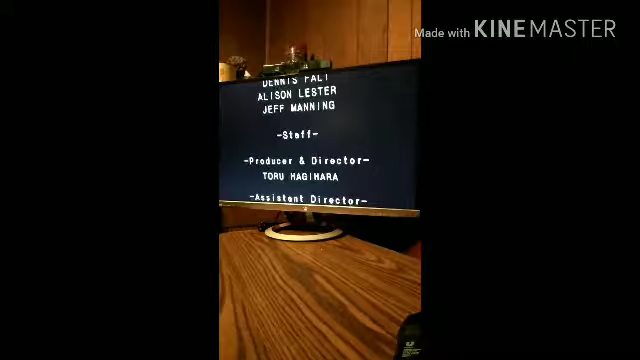 Made with KINEMASTER
DENNIS FALT
ALISON LESTER
JEFF MANNING
-Staff-
-Producer & Director-
TORU HAGIHARA
-Assistant Director-